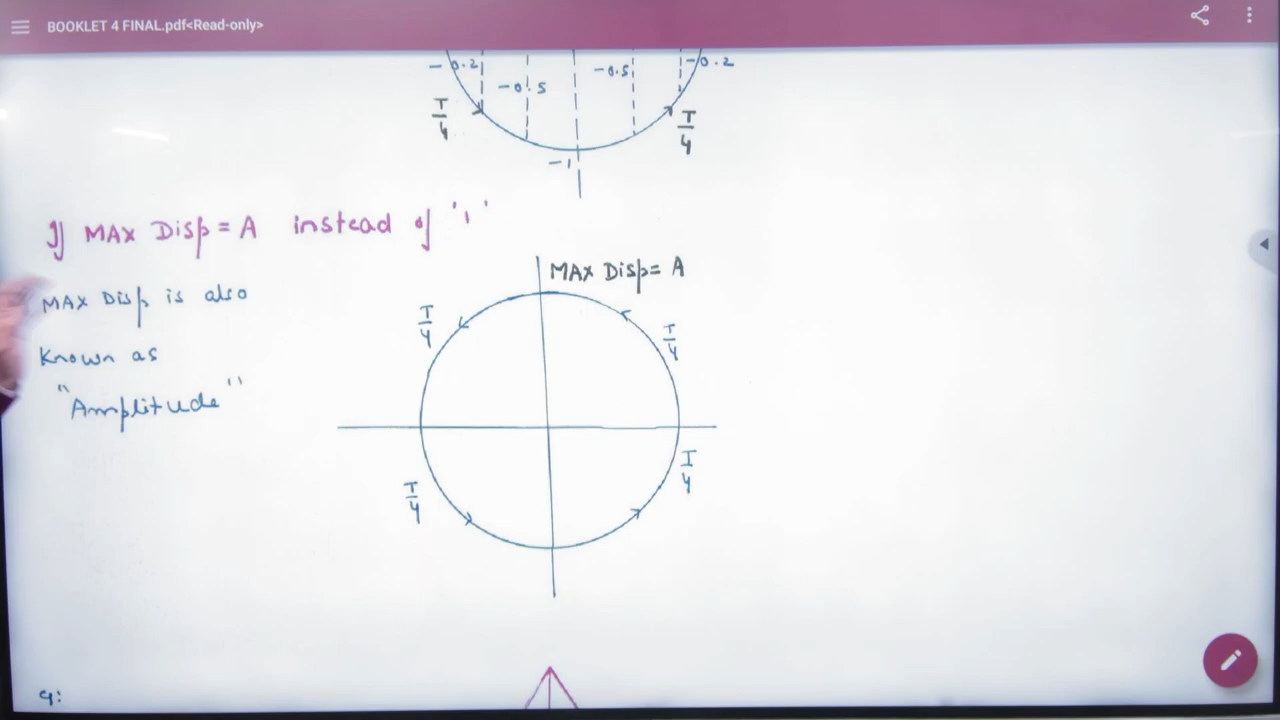 BOOKLET 4 FINAL.pdf<Read-only>
-0.2
-0.5
-0.5
-0.2
T/4
T/4
-1
If MAX Disp = A instead of '1'
MAX Disp = A
MAX Disp is also
Known as
"Amplitude"
T/4
T/4
T/4
T/4
9: